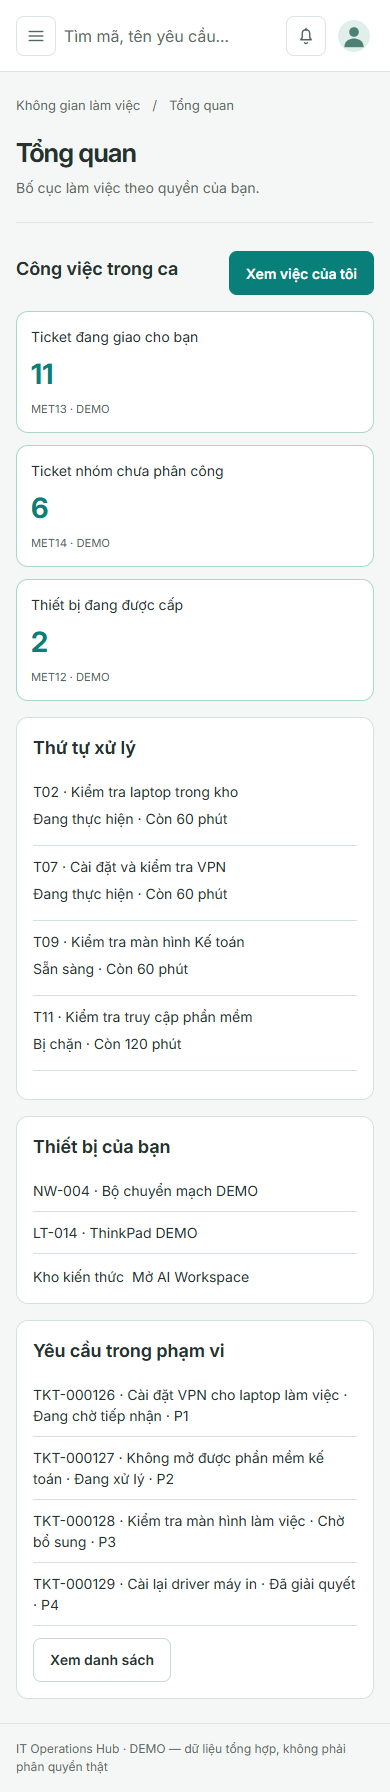 Tìm mã, tên yêu cầu...
Không gian làm việc / Tổng quan
Tổng quan
Bố cục làm việc theo quyền của bạn.
Công việc trong ca
Xem việc của tôi
Ticket đang giao cho bạn
11
MET13 · DEMO
Ticket nhóm chưa phân công
6
MET14 · DEMO
Thiết bị đang được cấp
2
MET12 · DEMO
Thứ tự xử lý
T02 · Kiểm tra laptop trong kho
Đang thực hiện · Còn 60 phút
T07 · Cài đặt và kiểm tra VPN
Đang thực hiện · Còn 60 phút
T09 · Kiểm tra màn hình Kế toán
Sẵn sàng · Còn 60 phút
T11 · Kiểm tra truy cập phần mềm
Bị chặn · Còn 120 phút
Thiết bị của bạn
NW-004 · Bộ chuyển mạch DEMO
LT-014 · ThinkPad DEMO
Kho kiến thức Mở AI Workspace
Yêu cầu trong phạm vi
TKT-000126 · Cài đặt VPN cho laptop làm việc ·
Đang chờ tiếp nhận · P1
TKT-000127 · Không mở được phần mềm kế
toán · Đang xử lý · P2
TKT-000128 · Kiểm tra màn hình làm việc · Chờ
bổ sung · P3
TKT-000129 · Cài lại driver máy in · Đã giải quyết
· P4
Xem danh sách
IT Operations Hub · DEMO — dữ liệu tổng hợp, không phải
phân quyền thật